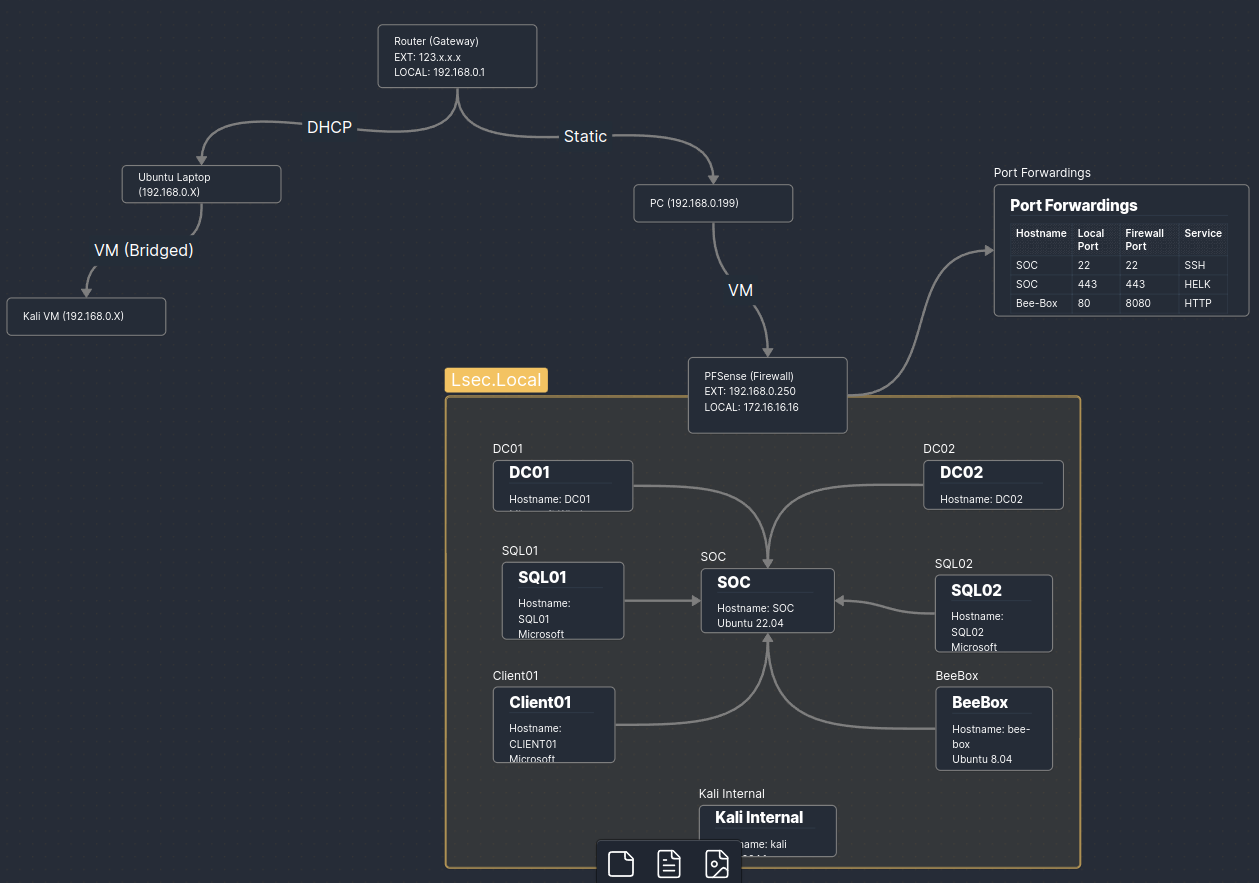 Router (Gateway)
EXT: 123.x.x.x
LOCAL: 192.168.0.1
DHCP
Static
Ubuntu Laptop
(192.168.0.X)
PC (192.168.0.199)
VM (Bridged)
Kali VM (192.168.0.X)
VM
Port Forwardings
Port Forwardings
Hostname Local Port Firewall Port Service
SOC 22 22 SSH
SOC 443 443 HELK
Bee-Box 80 8080 HTTP
PFSense (Firewall)
EXT: 192.168.0.250
LOCAL: 172.16.16.16
Lsec.Local
DC01
DC01
Hostname: DC01
DC02
DC02
Hostname: DC02
SQL01
SQL01
Hostname:
SQL01
Microsoft
SOC
SOC
Hostname: SOC
Ubuntu 22.04
SQL02
SQL02
Hostname:
SQL02
Microsoft
Client01
Client01
Hostname:
CLIENT01
Microsoft
BeeBox
BeeBox
Hostname: bee-
box
Ubuntu 8.04
Kali Internal
Kali Internal
kali